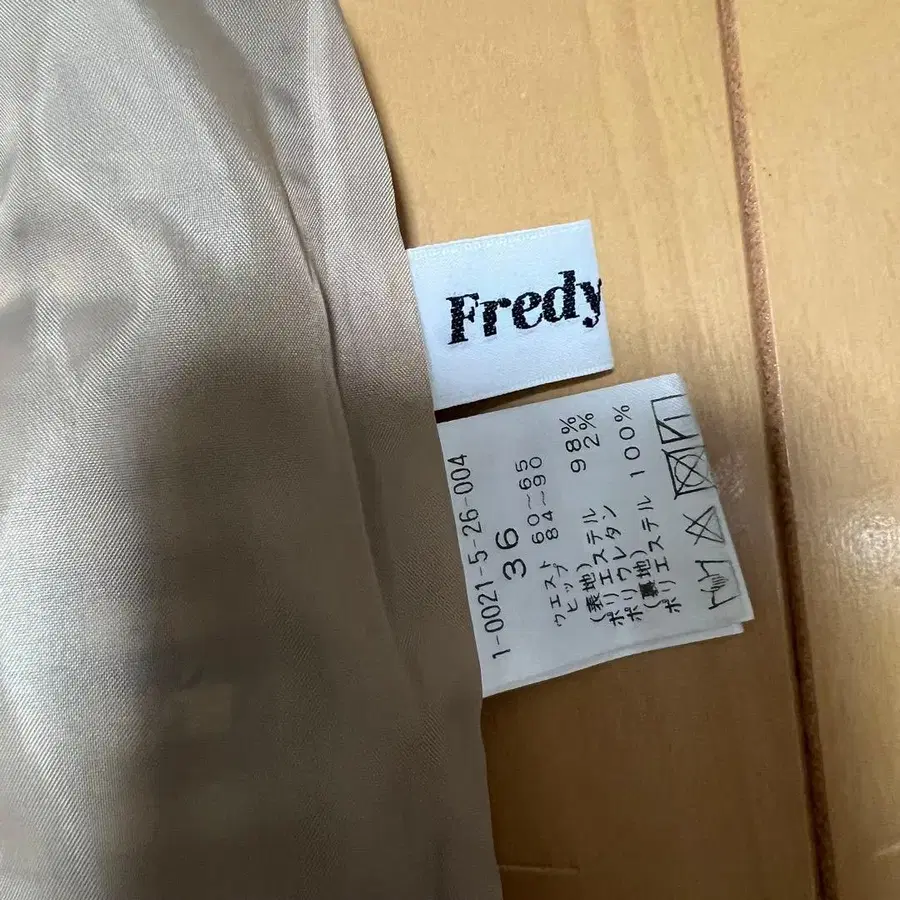 Fredy
1-0021-5-26-004
36
ウエスト 60~65
ヒップ 84~90
(表地)
ポリエステル 98%
ポリウレタン 2%
(裏地)
ポリエステル 100%